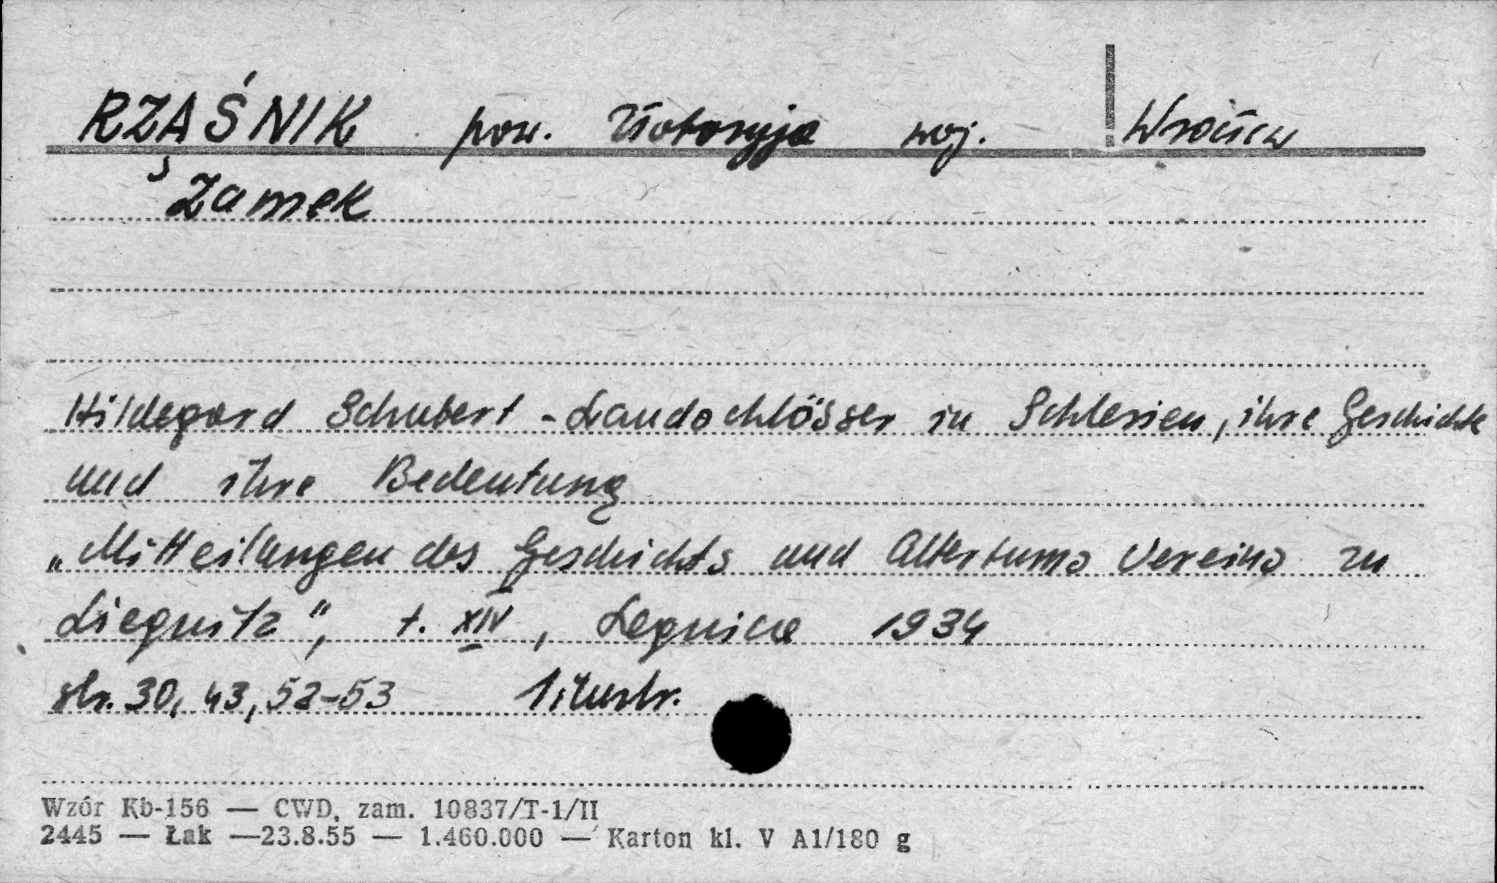 RZAŚNIK pow. Złotoryja woj. Wrocław
Zamek
Hildegard Schubert - Landschlösser in Schlesien, ihre Geschichte
und ihre Bedeutung
„Mitteilungen des Geschichts und Altertums Vereins zu
Liegnitz", t. XIV, Legnica 1934
str. 30, 43, 52-53 1 ilustr.
Wzór Kb-156 — CWD, zam. 10837/T-1/II
2445 — Łak —23.8.55 — 1.460.000 — Karton kl. V A1/180 g